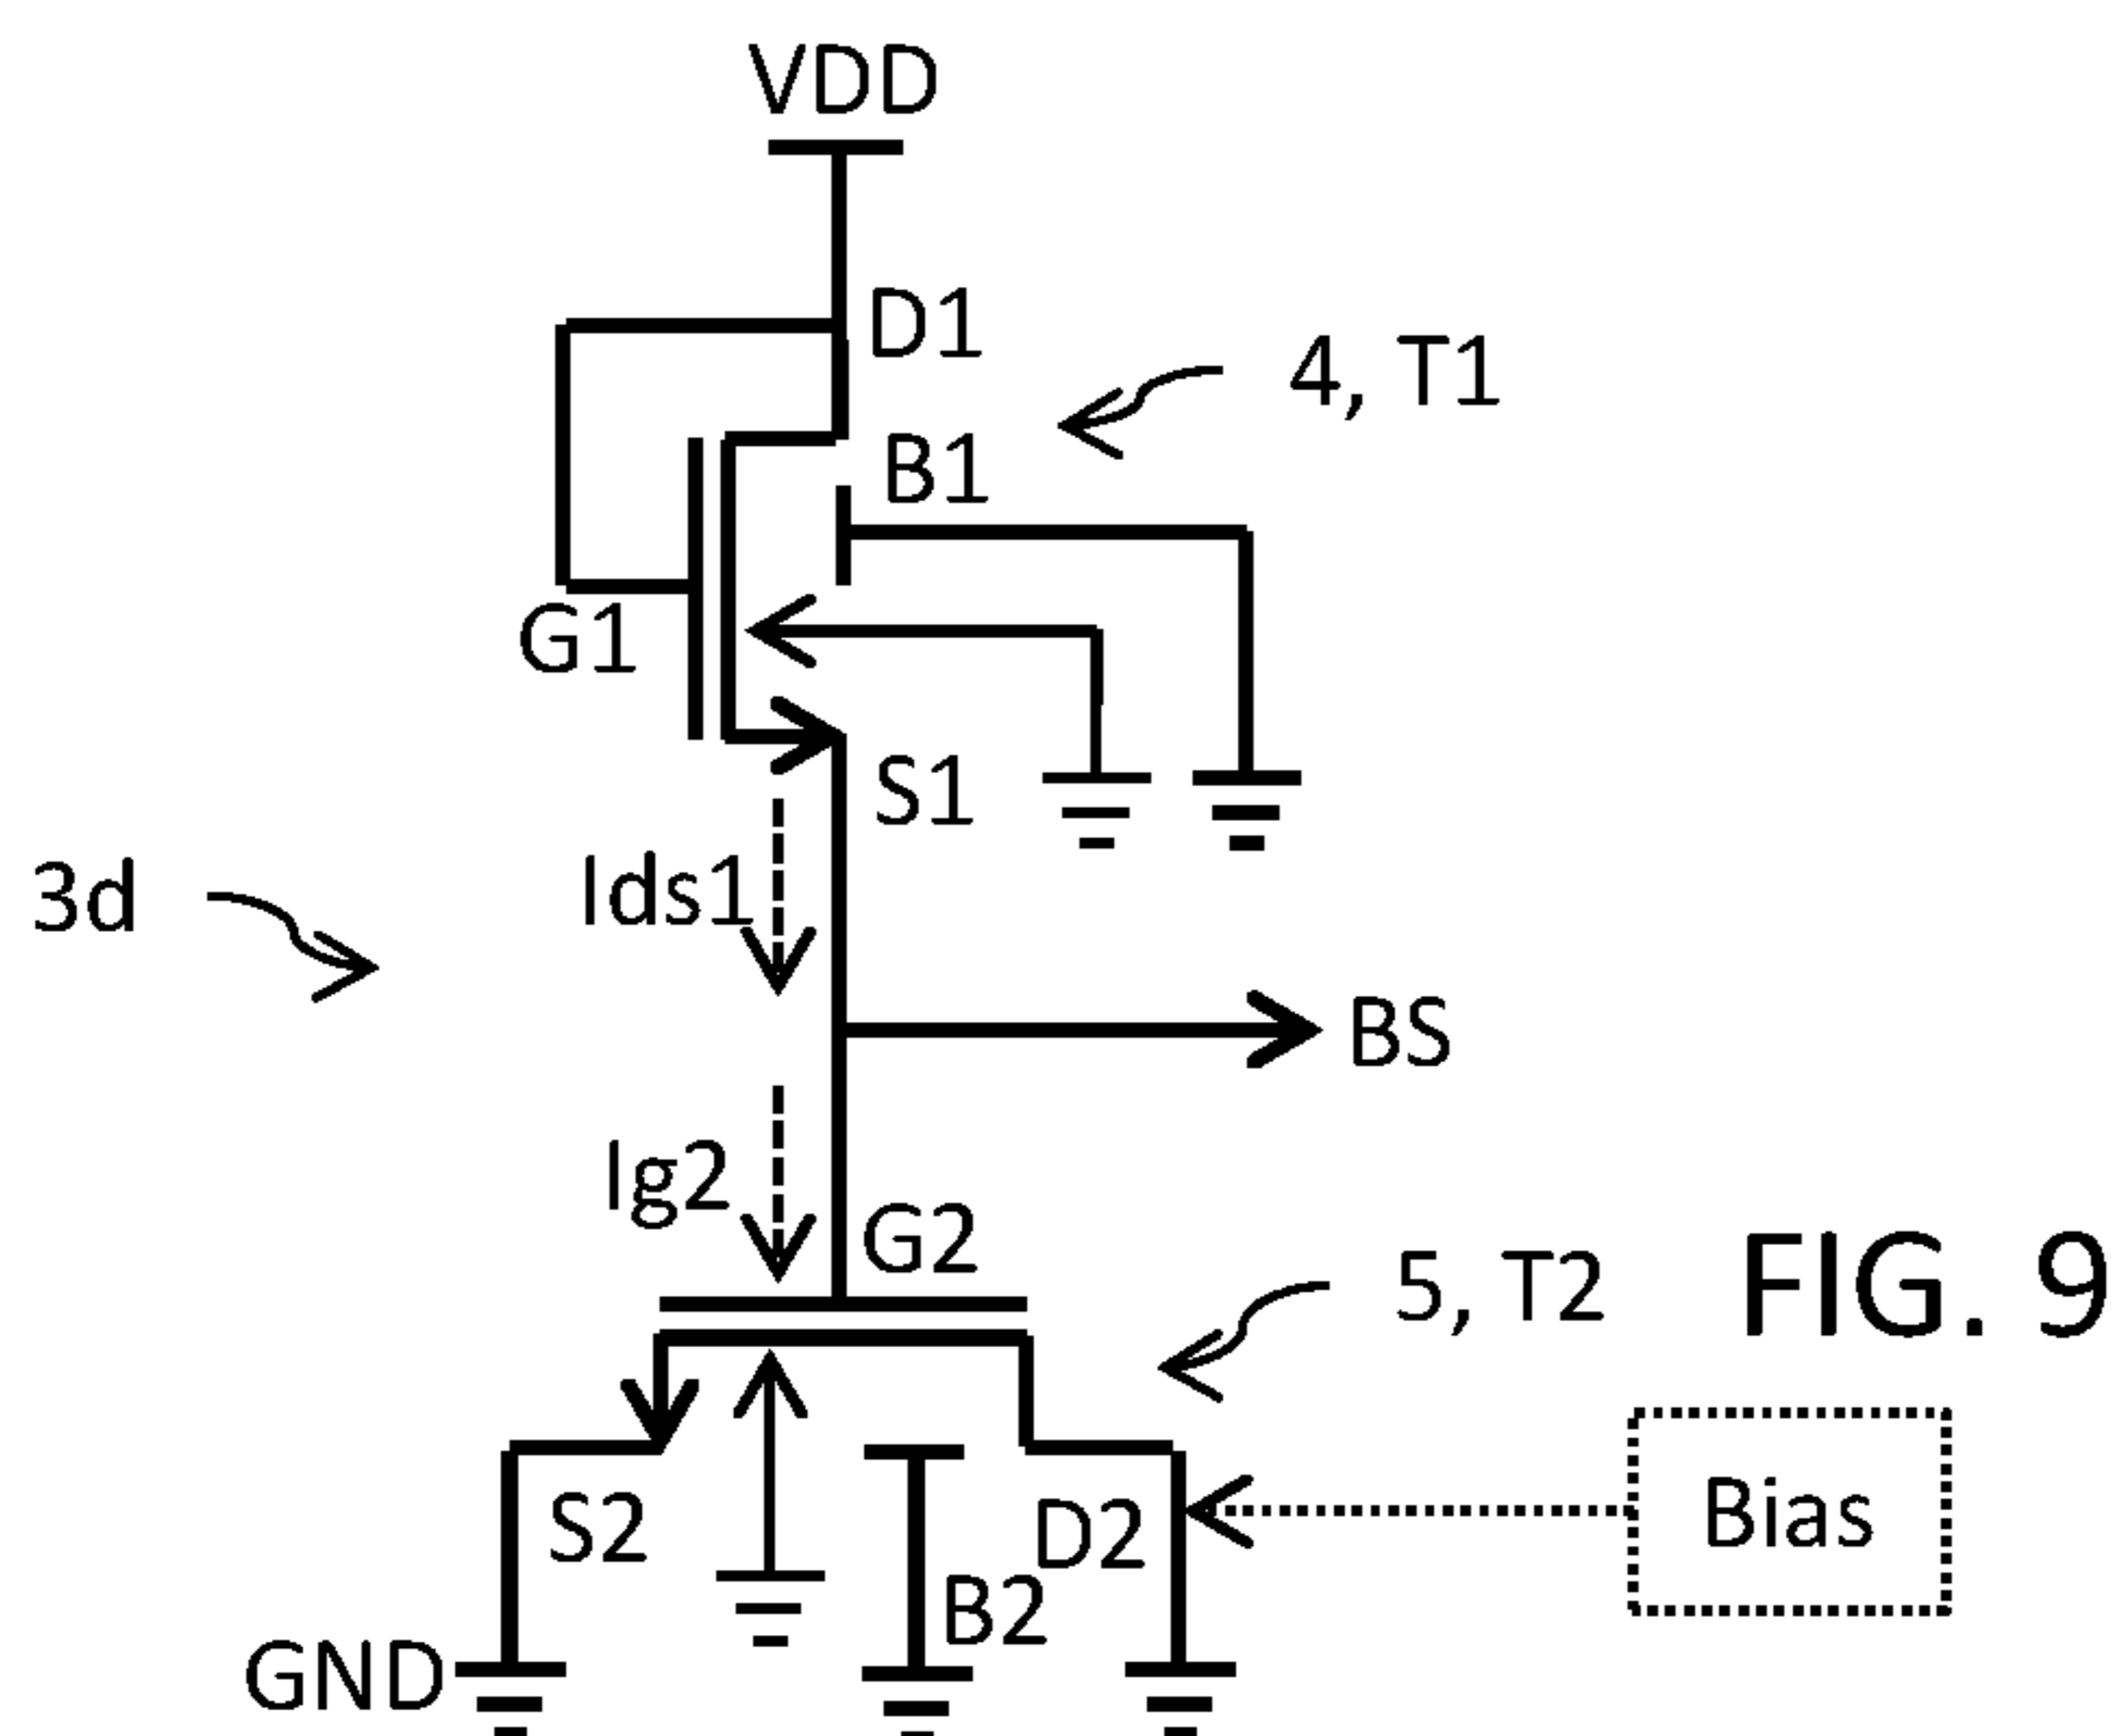 VDD
D1
4, T1
B1
G1
S1
3d
Ids1
BS
Ig2
G2
5, T2
FIG. 9
Bias
S2
D2
B2
GND